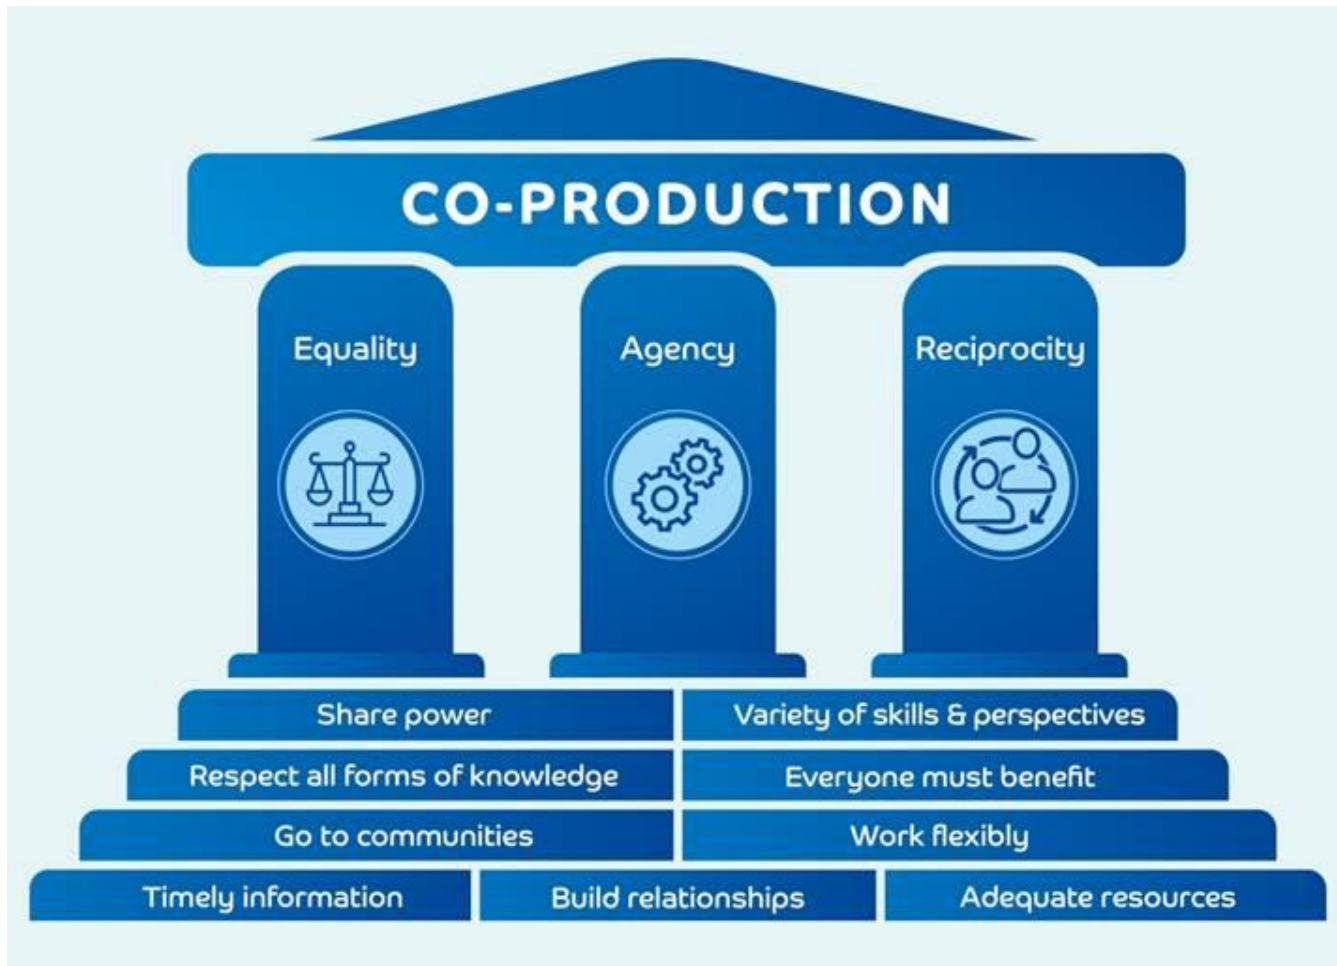 CO-PRODUCTION
Equality
Agency
Reciprocity
Share power
Variety of skills & perspectives
Respect all forms of knowledge
Everyone must benefit
Go to communities
Work flexibly
Timely information
Build relationships
Adequate resources